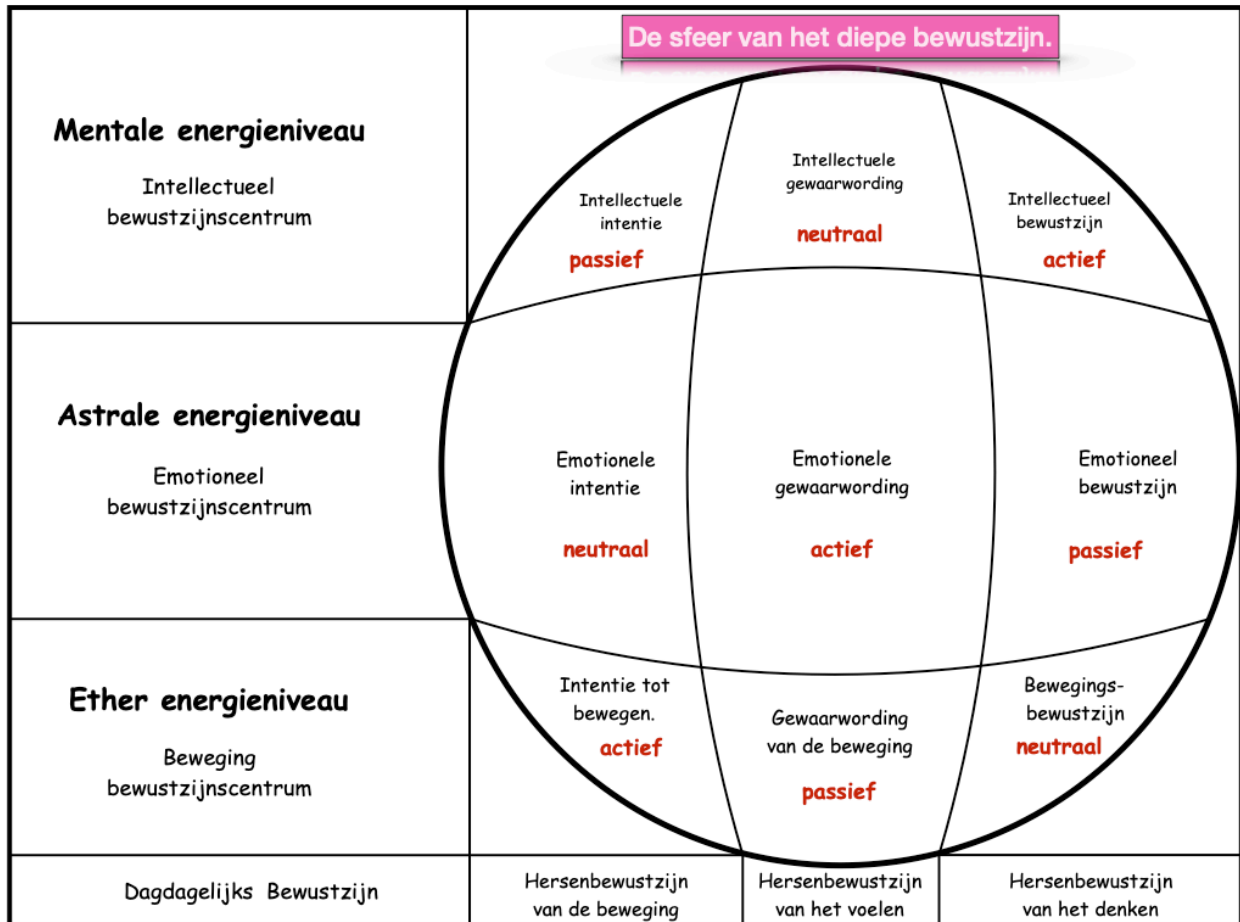 De sfeer van het diepe bewustzijn.
Mentale energieniveau
Intellectueel
bewustzijnscentrum
Intellectuele
intentie
passief
Intellectuele
gewaarwording
neutraal
Intellectueel
bewustzijn
actief
Astrale energieniveau
Emotioneel
bewustzijnscentrum
Emotionele
intentie
neutraal
Emotionele
gewaarwording
actief
Emotioneel
bewustzijn
passief
Ether energieniveau
Beweging
bewustzijnscentrum
Intentie tot
bewegen.
actief
Gewaarwording
van de beweging
passief
Bewegings-
bewustzijn
neutraal
Dagdagelijks Bewustzijn
Hersenbewustzijn
van de beweging
Hersenbewustzijn
van het voelen
Hersenbewustzijn
van het denken